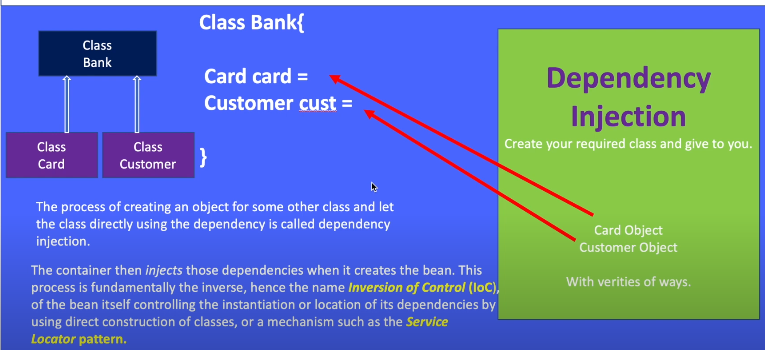 Class Bank{
Class
Bank
Card card =
Customer cust =
Class
Card
Class
Customer
}
The process of creating an object for some other class and let
the class directly using the dependency is called dependency
injection.
The container then injects those dependencies when it creates the bean. This
process is fundamentally the inverse, hence the name Inversion of Control (IoC),
of the bean itself controlling the instantiation or location of its dependencies by
using direct construction of classes, or a mechanism such as the Service
Locator pattern.
Dependency
Injection
Create your required class and give to you.
Card Object
Customer Object
With verities of ways.